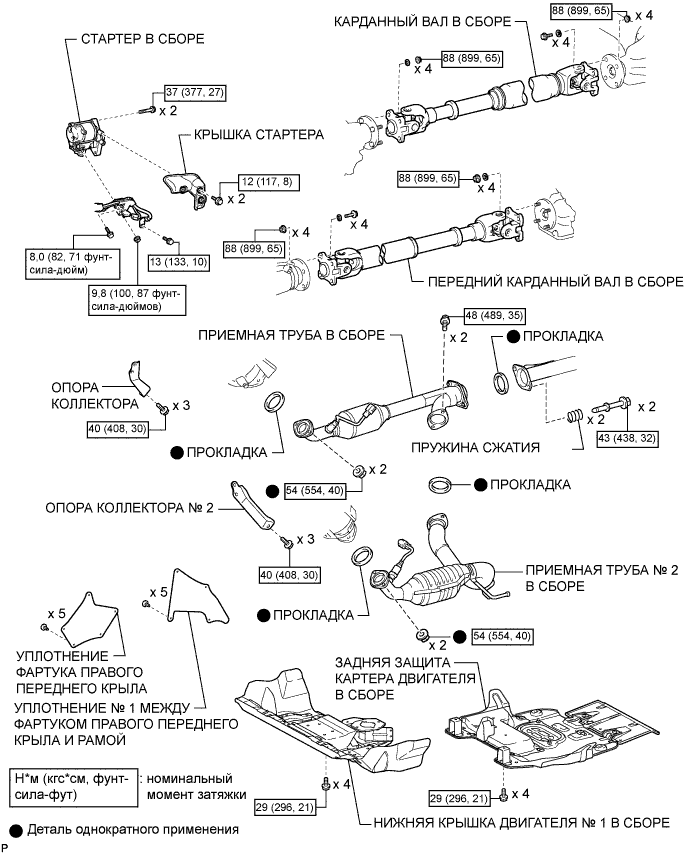 88 (899, 65)
x 4
КАРДАННЫЙ ВАЛ В СБОРЕ
СТАРТЕР В СБОРЕ
x 4
88 (899, 65)
x 4
37 (377, 27)
x 2
КРЫШКА СТАРТЕРА
12 (117, 8)
x 2
88 (899, 65)
x 4
x 4
88 (899, 65)
8,0 (82, 71 фунт-
сила-дюйм)
13 (133, 10)
9,8 (100, 87 фунт-
сила-дюймов)
ПЕРЕДНИЙ КАРДАННЫЙ ВАЛ В СБОРЕ
48 (489, 35)
x 2
ПРИЕМНАЯ ТРУБА В СБОРЕ
ПРОКЛАДКА
ОПОРА
КОЛЛЕКТОРА
x 3
40 (408, 30)
x 2
x 2
43 (438, 32)
ПРУЖИНА СЖАТИЯ
ПРОКЛАДКА
x 2
54 (554, 40)
ПРОКЛАДКА
ОПОРА КОЛЛЕКТОРА № 2
x 3
40 (408, 30)
ПРИЕМНАЯ ТРУБА № 2
В СБОРЕ
x 5
x 5
ПРОКЛАДКА
x 2
54 (554, 40)
УПЛОТНЕНИЕ
ФАРТУКА ПРАВОГО
ПЕРЕДНЕГО КРЫЛА
ЗАДНЯЯ ЗАЩИТА
КАРТЕРА ДВИГАТЕЛЯ
В СБОРЕ
УПЛОТНЕНИЕ № 1 МЕЖДУ
ФАРТУКОМ ПРАВОГО ПЕРЕДНЕГО
КРЫЛА И РАМОЙ
Н*м (кгс*см, фунт-
сила-фут)
: номинальный
момент затяжки
x 4
29 (296, 21)
x 4
29 (296, 21)
НИЖНЯЯ КРЫШКА ДВИГАТЕЛЯ № 1 В СБОРЕ
Деталь однократного применения
P